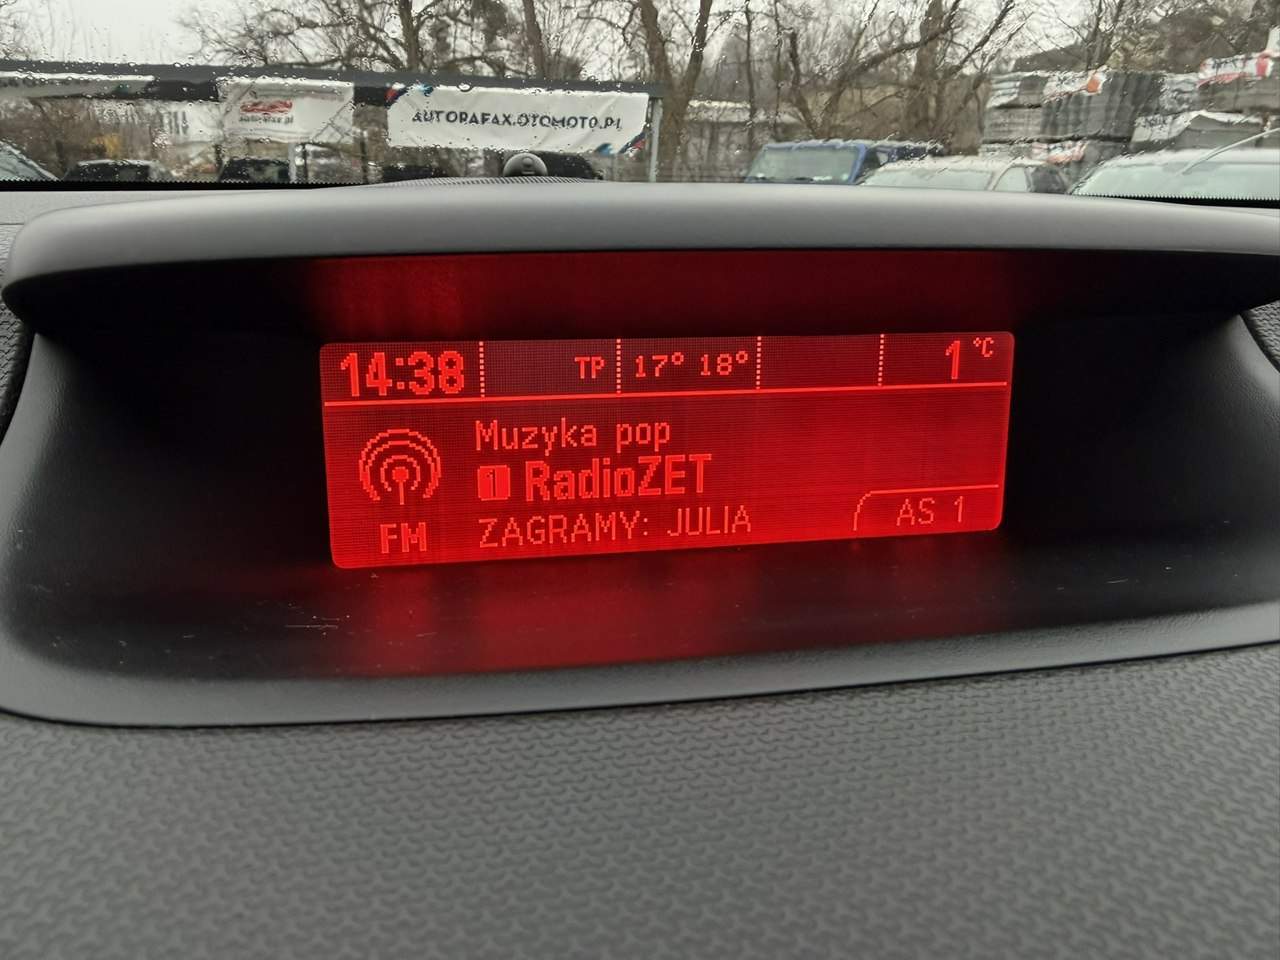 AUTORAFAX.OTOMOTO.PL
14:38 TP 17° 18° 1 °C
Muzyka pop
i RadioZET
FM ZAGRAMY: JULIA AS 1